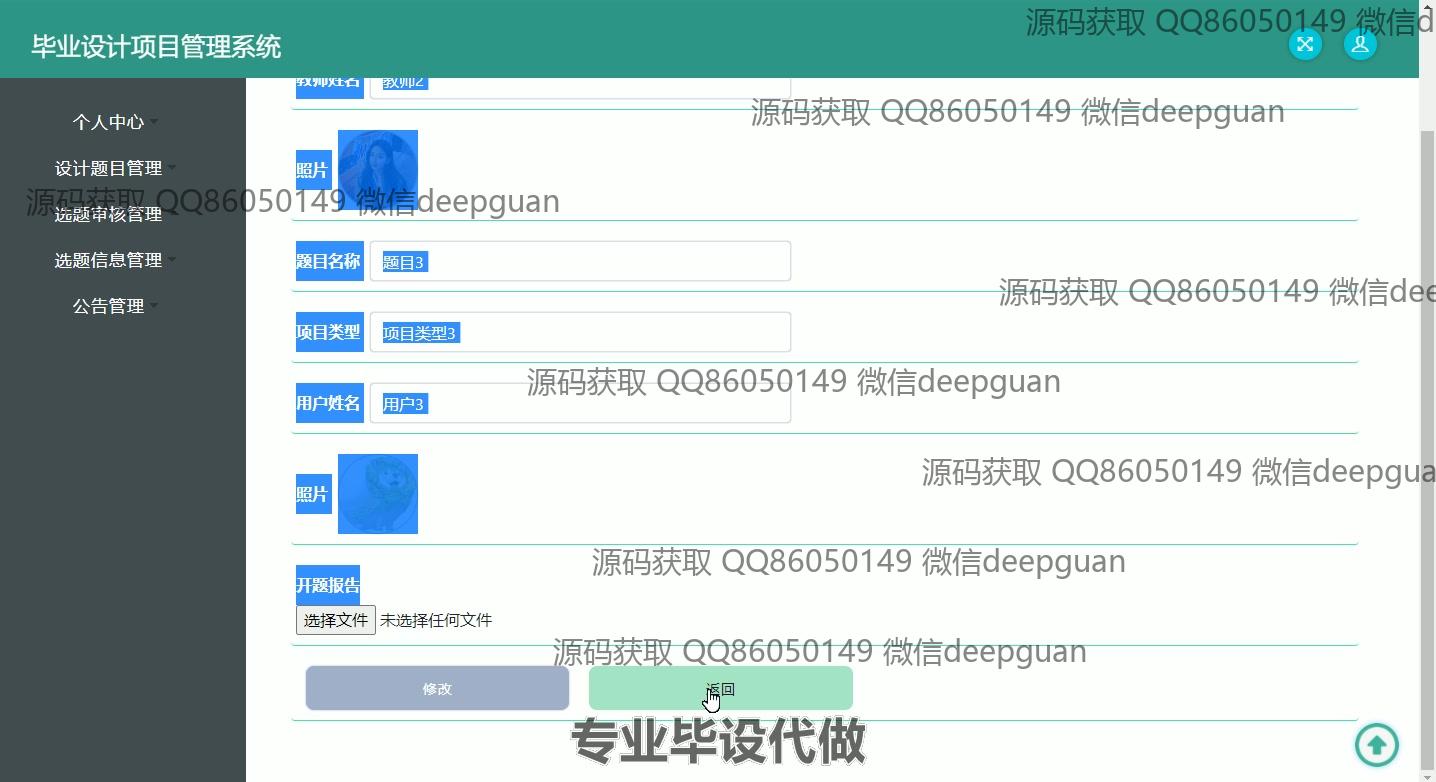 源码获取 QQ86050149 微信d
毕业设计项目管理系统
教师姓名 教师2
源码获取 QQ86050149 微信deepguan
个人中心
设计题目管理
照片
源码获取 QQ86050149 微信deepguan
选题审核管理
选题信息管理
题目名称 题目3
源码获取 QQ86050149 微信dee
公告管理
项目类型 项目类型3
源码获取 QQ86050149 微信deepguan
用户姓名 用户3
源码获取 QQ86050149 微信deepgua
照片
源码获取 QQ86050149 微信deepguan
开题报告
选择文件 未选择任何文件
源码获取 QQ86050149 微信deepguan
修改 返回
专业毕设代做